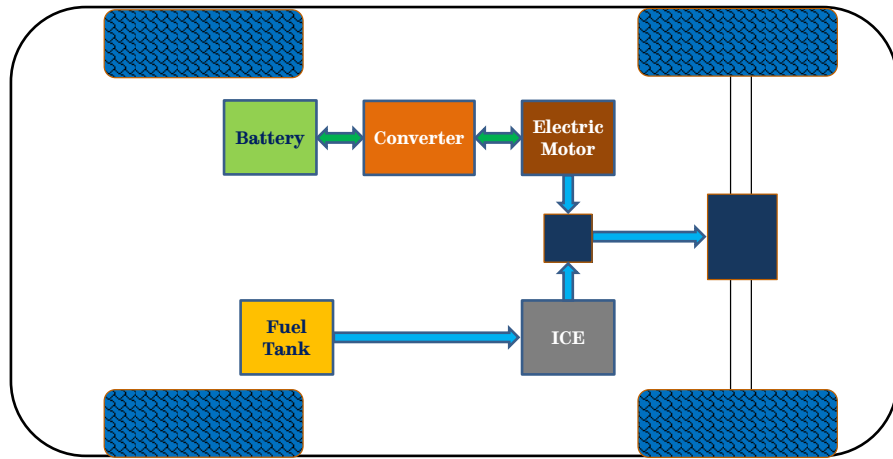 Battery
Converter
Electric
Motor
Fuel
Tank
ICE